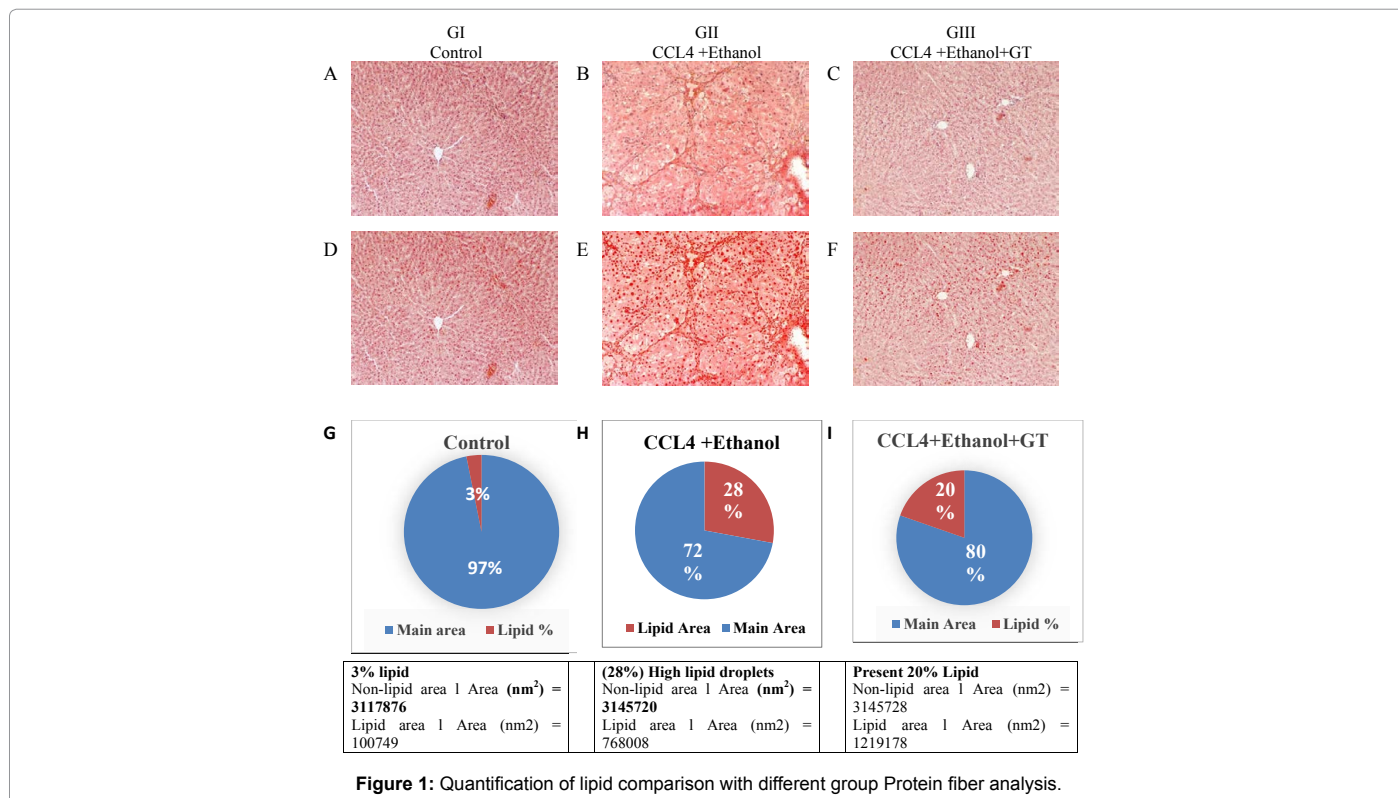 GI
Control
GII
CCL4 +Ethanol
GIII
CCL4 +Ethanol+GT
A
B
C
D
E
F
G
Control
3%
97%
Main area
Lipid %
H
CCL4 +Ethanol
28
%
72
%
Lipid Area
Main Area
I
CCL4+Ethanol+GT
20
%
80
%
Main Area
Lipid %
3% lipid
Non-lipid area l Area (nm²) =
3117876
Lipid area l Area (nm2) =
100749
(28%) High lipid droplets
Non-lipid area l Area (nm²) =
3145720
Lipid area l Area (nm2) =
768008
Present 20% Lipid
Non-lipid area l Area (nm2) =
3145728
Lipid area l Area (nm2) =
1219178
Figure 1: Quantification of lipid comparison with different group Protein fiber analysis.